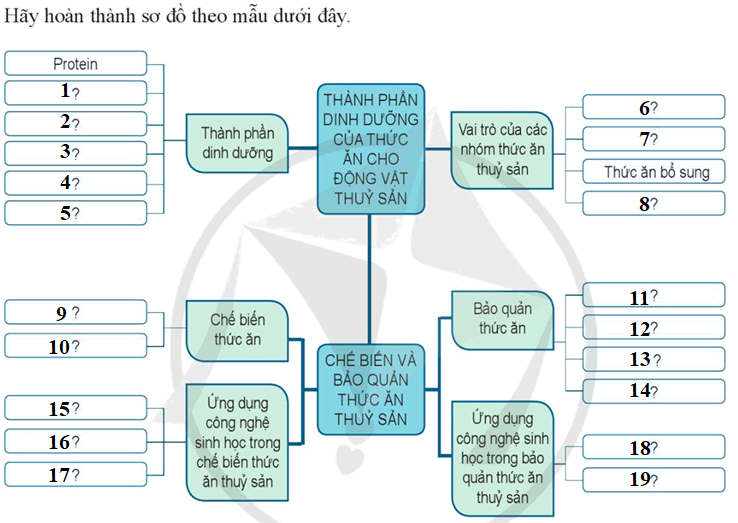 Hãy hoàn thành sơ đồ theo mẫu dưới đây.
Protein
1?
2?
3?
4?
5?
Thành phần
dinh dưỡng
THÀNH PHẦN
DINH DƯỠNG
CỦA THỨC
ĂN CHO
ĐỘNG VẬT
THUỶ SẢN
Vai trò của các
nhóm thức ăn
thuỷ sản
6?
7?
Thức ăn bổ sung
8?
9?
10?
Chế biến
thức ăn
15?
16?
17?
Ứng dụng
công nghệ
sinh học trong
chế biến thức
ăn thuỷ sản
CHẾ BIẾN VÀ
BẢO QUẢN
THỨC ĂN
THUỶ SẢN
Bảo quản
thức ăn
11?
12?
13?
14?
Ứng dụng
công nghệ sinh
học trong bảo
quản thức ăn
thuỷ sản
18?
19?